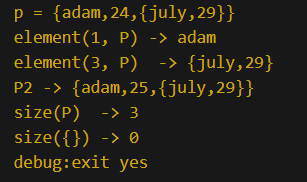 p = {adam,24,{july,29}}
element(1, P) -> adam
element(3, P)  -> {july,29}
P2 -> {adam,25,{july,29}}
size(P)  -> 3
size({}) -> 0
debug:exit yes